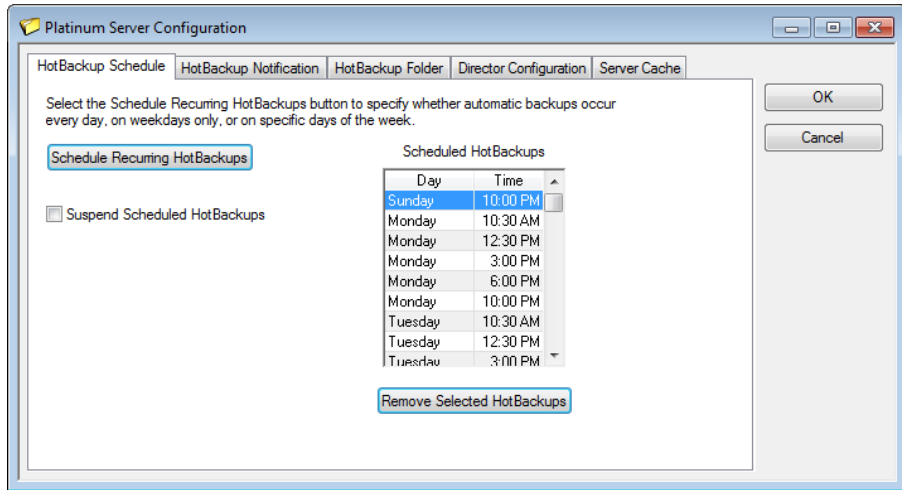 Platinum Server Configuration
HotBackup Schedule HotBackup Notification HotBackup Folder Director Configuration Server Cache
Select the Schedule Recurring HotBackups button to specify whether automatic backups occur
every day, on weekdays only, or on specific days of the week.
OK
Cancel
Schedule Recurring HotBackups
Suspend Scheduled HotBackups
Scheduled HotBackups
Day Time
Sunday 10:00 PM
Monday 10:30 AM
Monday 12:30 PM
Monday 3:00 PM
Monday 6:00 PM
Monday 10:00 PM
Tuesday 10:30 AM
Tuesday 12:30 PM
Tuesday 3:00 PM
Remove Selected HotBackups